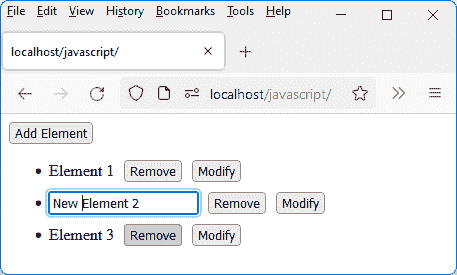 File Edit View History Bookmarks Tools Help
localhost/javascript/
localhost/javascript/
Add Element
Element 1 Remove Modify
New Element 2 Remove Modify
Element 3 Remove Modify